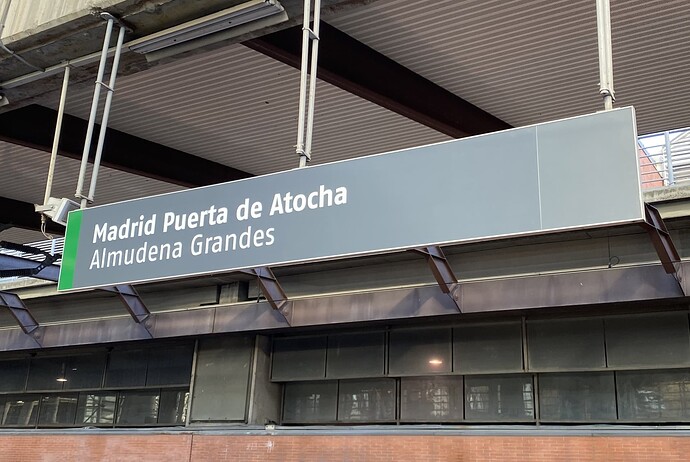 Madrid Puerta de Atocha
Almudena Grandes